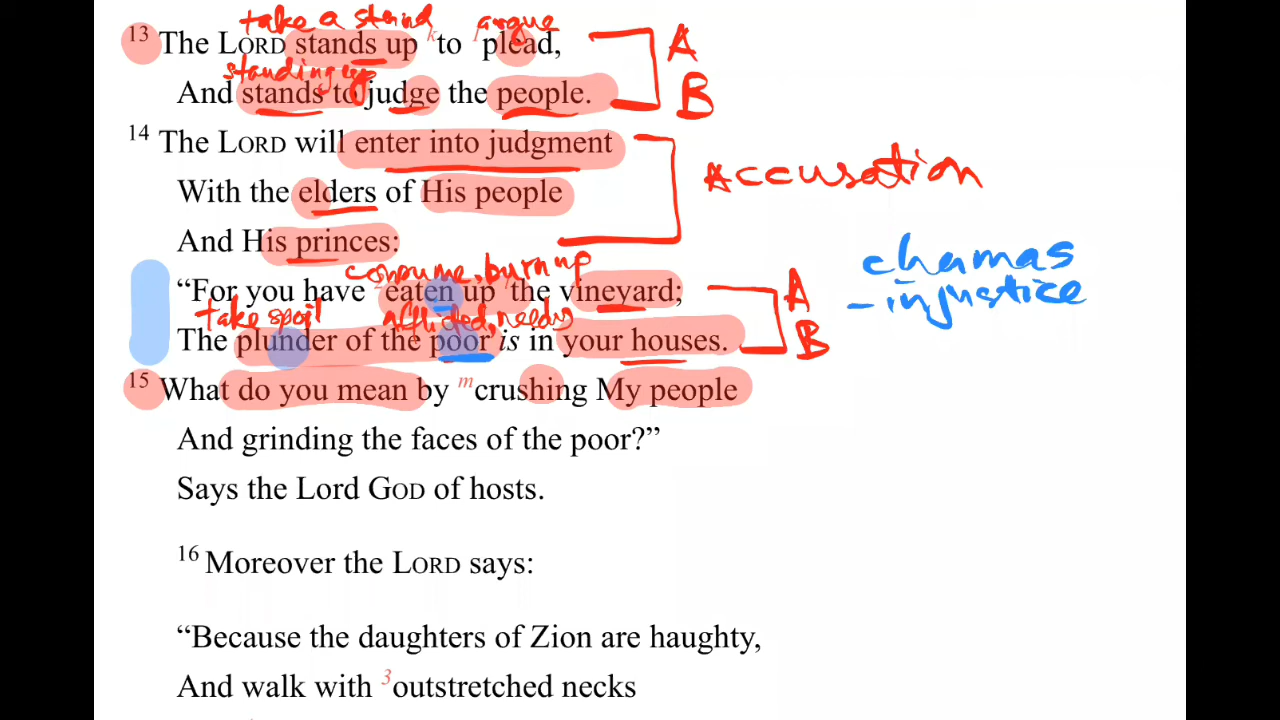 take a stand argue
13 The LORD stands up k to l plead, A
standing up
And stands to judge the people. B
14 The LORD will enter into judgment
With the elders of His people Accusation
And His princes:
consume, burn up chamas
“For you have eaten up the vineyard; A - injustice
take spoil afflicted, needy
The plunder of the poor is in your houses. B
15 What do you mean by m crushing My people
And grinding the faces of the poor?”
Says the Lord GOD of hosts.
16 Moreover the LORD says:
“Because the daughters of Zion are haughty,
And walk with 3 outstretched necks